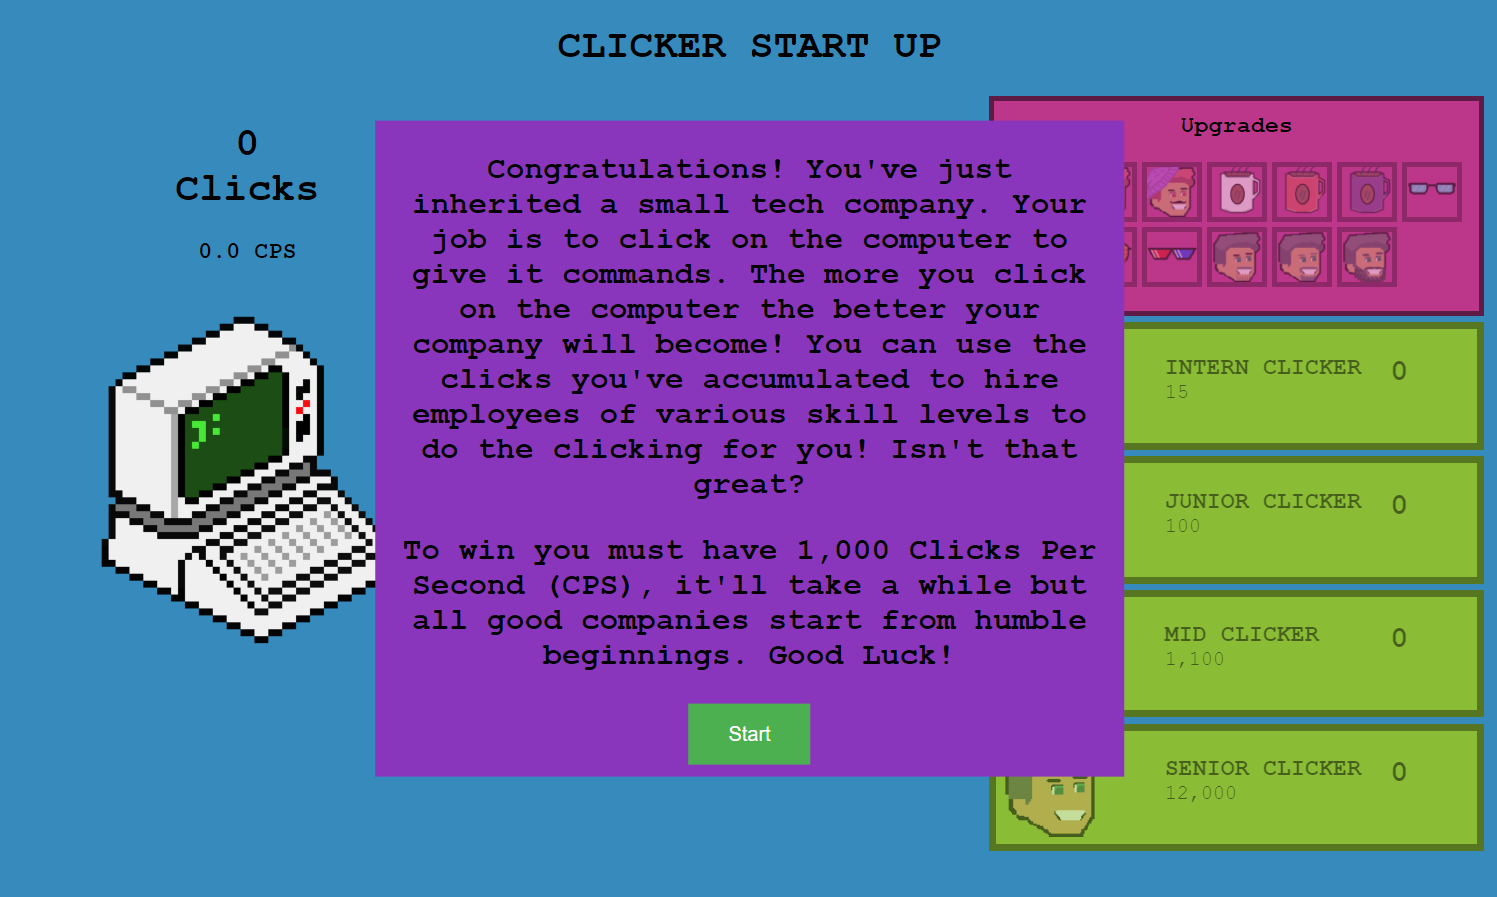 CLICKER START UP
0
Clicks
0.0 CPS
Congratulations! You've just
inherited a small tech company. Your
job is to click on the computer to
give it commands. The more you click
on the computer the better your
company will become! You can use the
clicks you've accumulated to hire
employees of various skill levels to
do the clicking for you! Isn't that
great?
To win you must have 1,000 Clicks Per
Second (CPS), it'll take a while but
all good companies start from humble
beginnings. Good Luck!
Start
Upgrades
INTERN CLICKER 0
15
JUNIOR CLICKER 0
100
MID CLICKER 0
1,100
SENIOR CLICKER 0
12,000